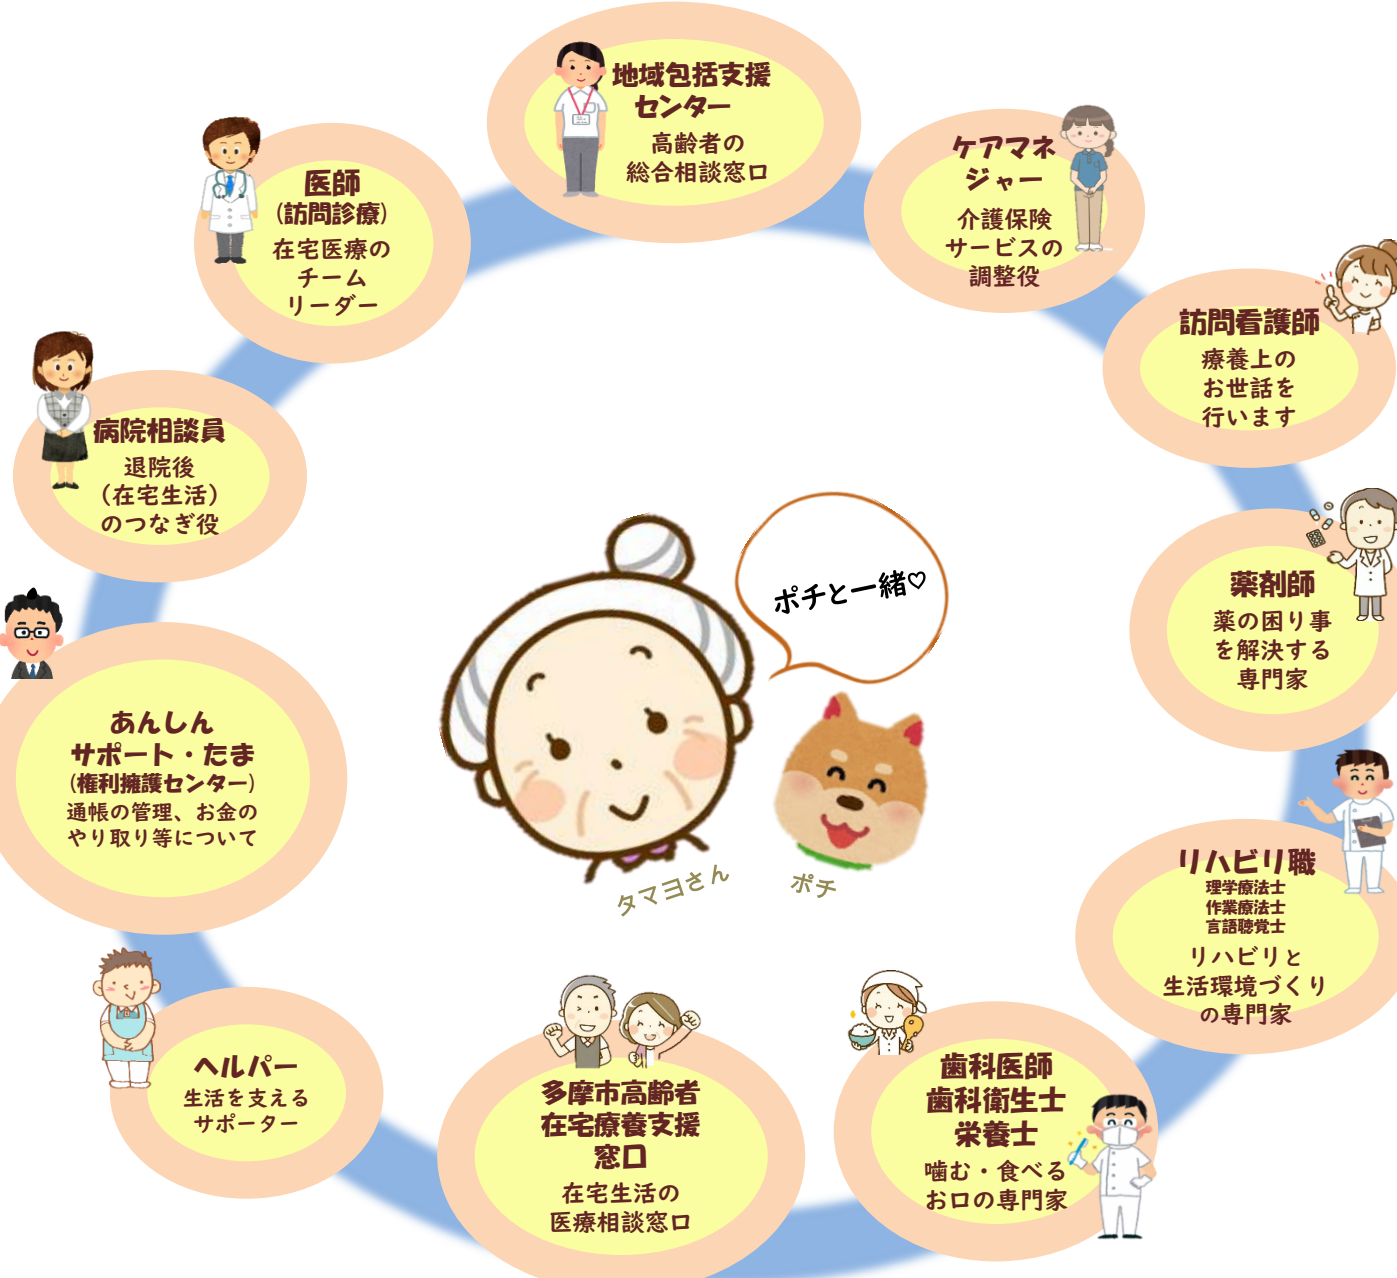 地域包括支援
センター
高齢者の
総合相談窓口
ケアマネ
ジャー
介護保険
サービスの
調整役
訪問看護師
療養上の
お世話を
行います
薬剤師
薬の困り事
を解決する
専門家
リハビリ職
理学療法士
作業療法士
言語聴覚士
リハビリと
生活環境づくり
の専門家
歯科医師
歯科衛生士
栄養士
噛む・食べる
お口の専門家
多摩市高齢者
在宅療養支援
窓口
在宅生活の
医療相談窓口
ヘルパー
生活を支える
サポーター
あんしん
サポート・たま
(権利擁護センター)
通帳の管理、お金の
やり取り等について
病院相談員
退院後
（在宅生活）
のつなぎ役
医師
(訪問診療)
在宅医療の
チーム
リーダー
ポチと一緒♡
タマヨさん
ポチ